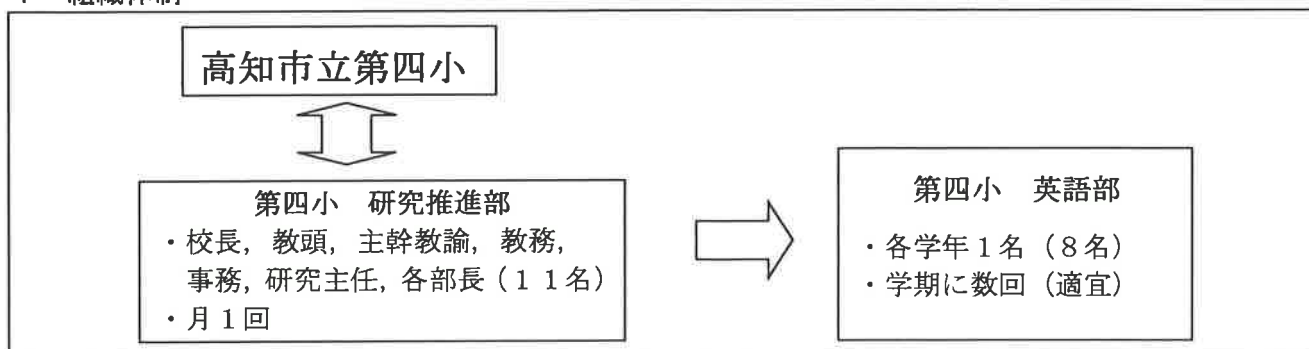 高知市立第四小
第四小　研究推進部
・校長，教頭，主幹教諭，教務，
事務，研究主任，各部長（１１名）
・月１回
第四小　英語部
・各学年１名（８名）
・学期に数回（適宜）